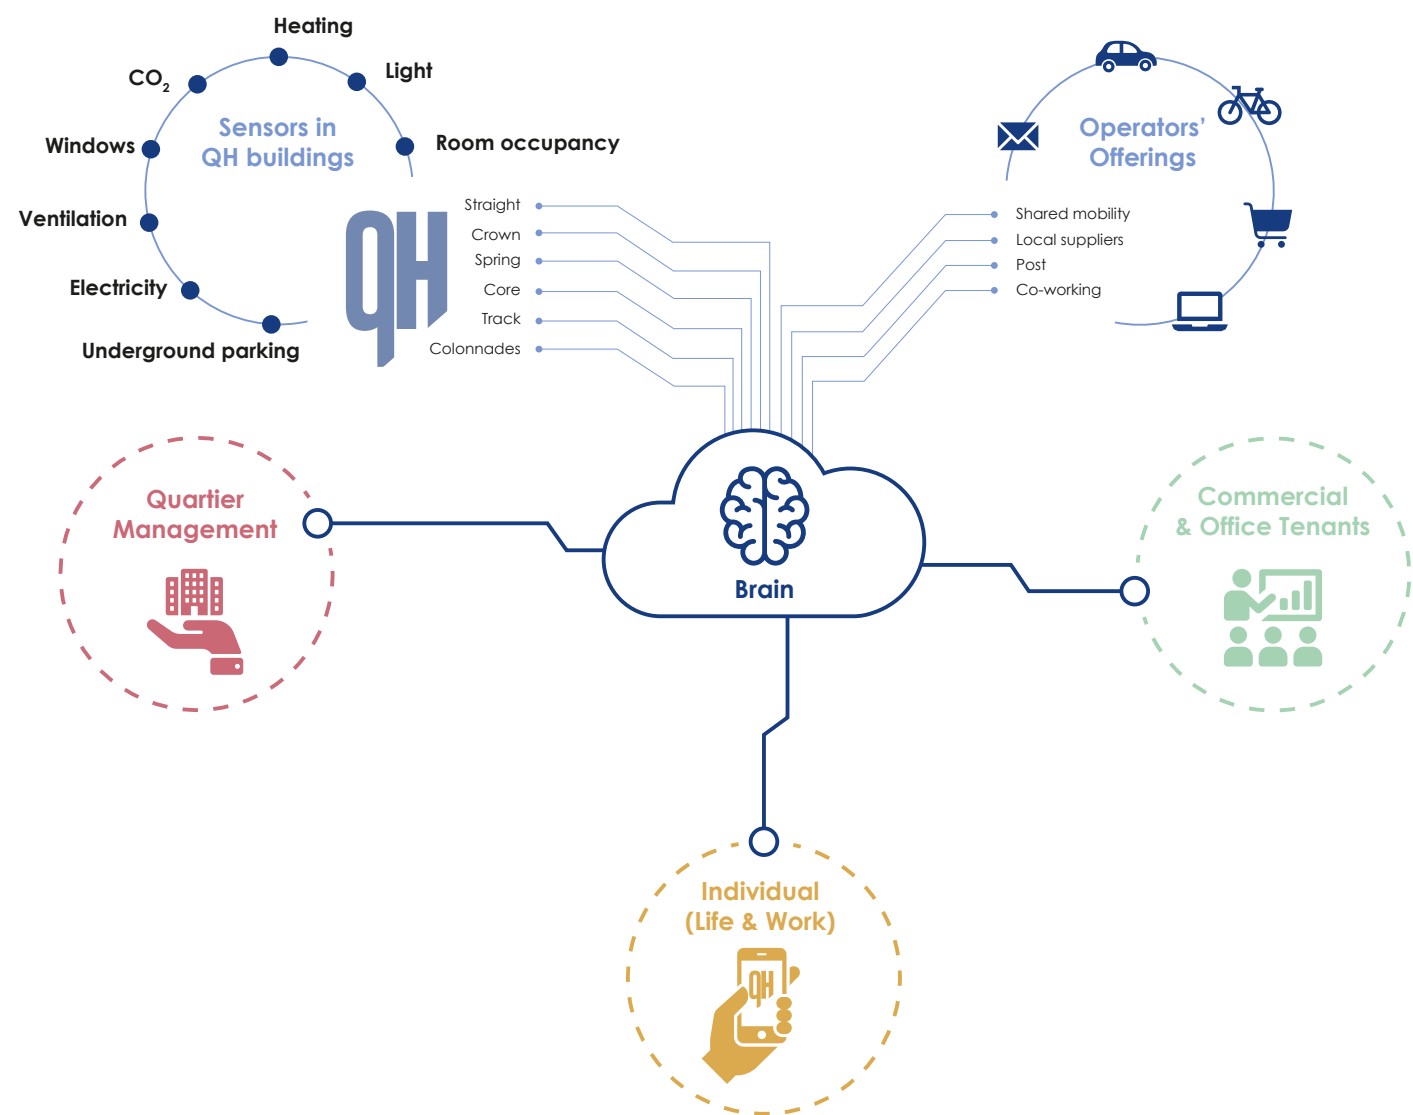 Heating
CO₂
Light
Windows
Room occupancy
Ventilation
Electricity
Underground parking
Sensors in
QH buildings
QH
Straight
Crown
Spring
Core
Track
Colonnades
Operators’
Offerings
Shared mobility
Local suppliers
Post
Co-working
Quartier
Management
Brain
Commercial
& Office Tenants
Individual
(Life & Work)
QH